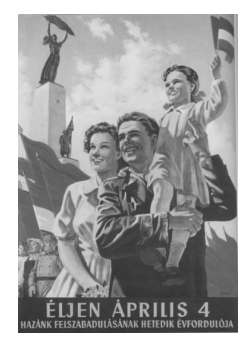 ÉLJEN ÁPRILIS 4
HAZÁNK FELSZABADULÁSÁNAK HETEDIK ÉVFORDULÓJA